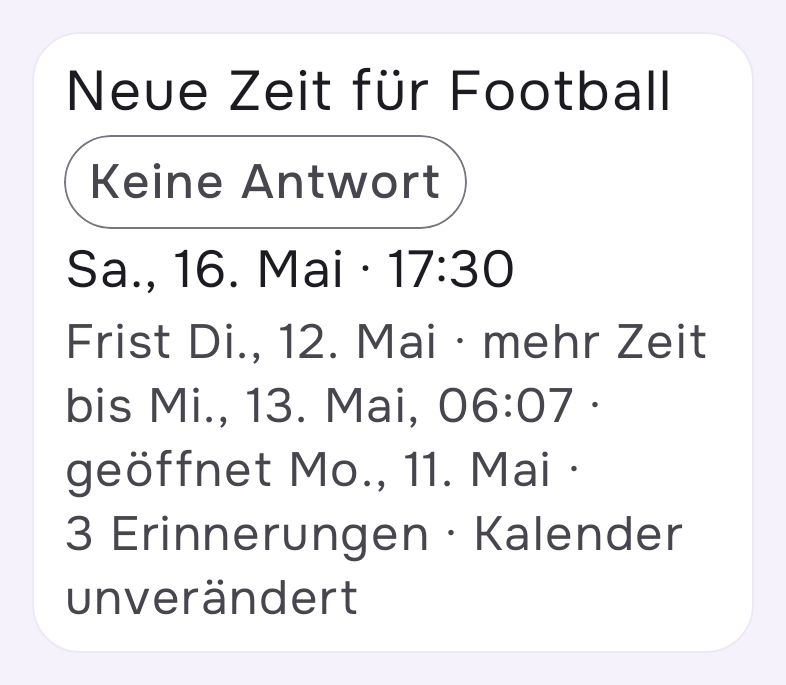 Neue Zeit für Football
Keine Antwort
Sa., 16. Mai · 17:30
Frist Di., 12. Mai · mehr Zeit
bis Mi., 13. Mai, 06:07 ·
geöffnet Mo., 11. Mai ·
3 Erinnerungen · Kalender
unverändert